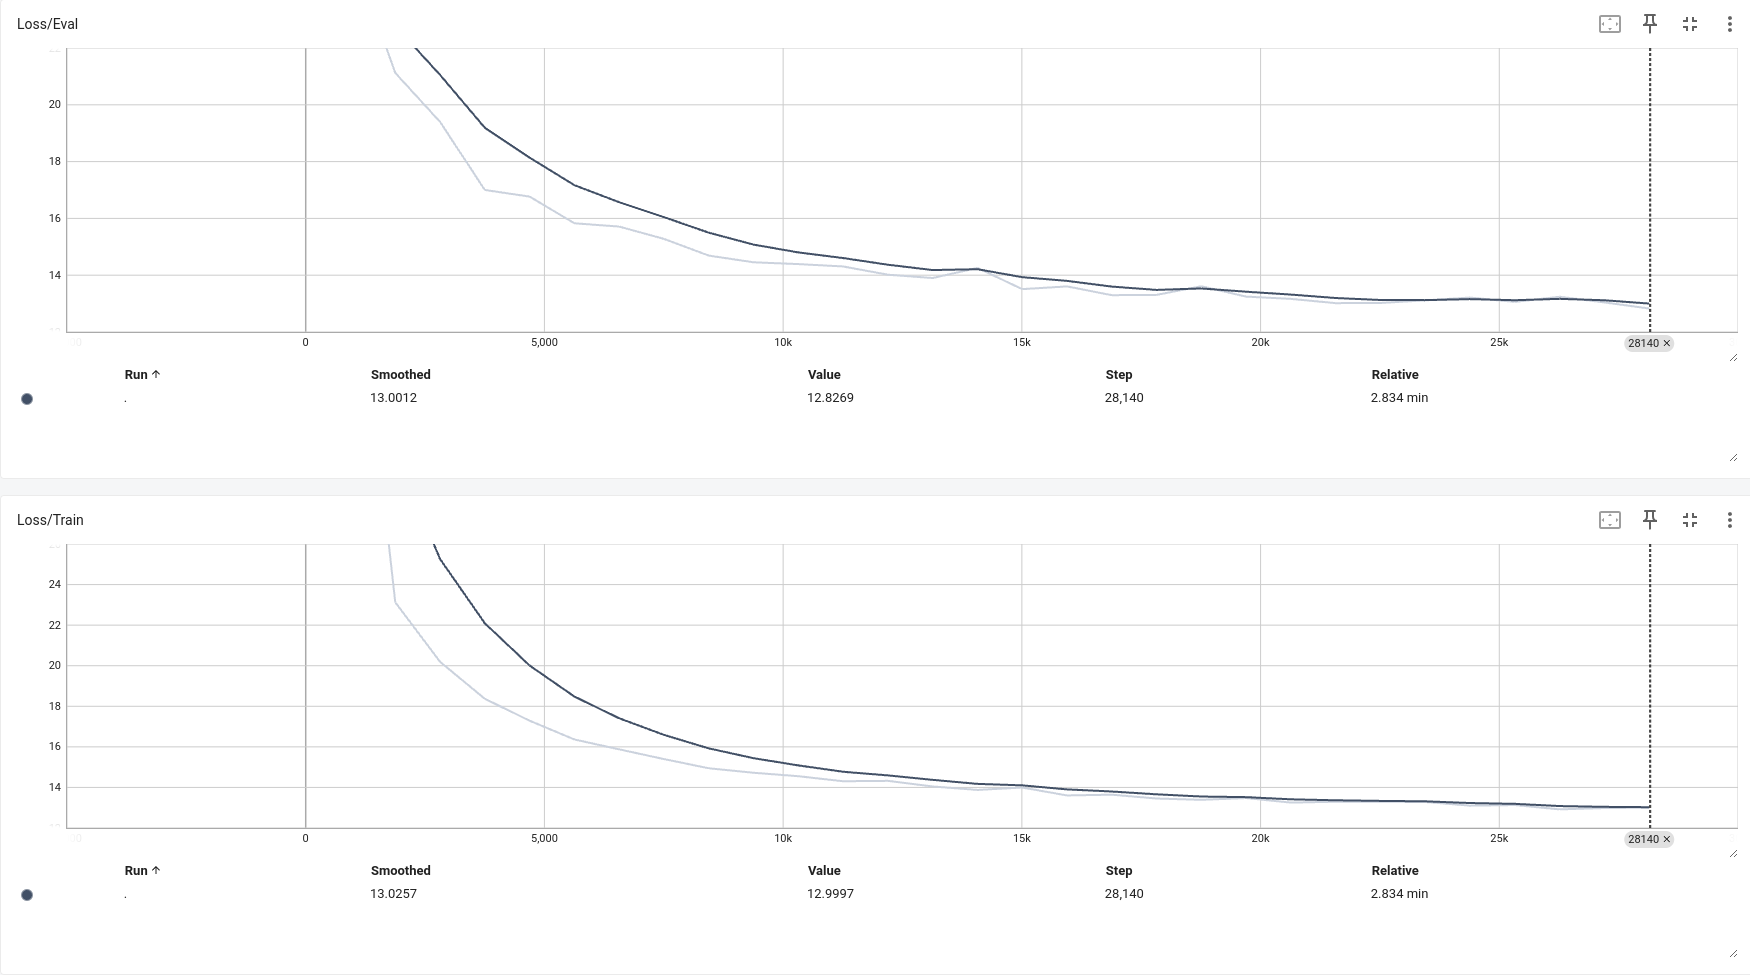 Loss/Eval
20
18
16
14
0 5,000 10k 15k 20k 25k 28140 ×
Run ↑ Smoothed Value Step Relative
. 13.0012 12.8269 28,140 2.834 min
Loss/Train
24
22
20
18
16
14
0 5,000 10k 15k 20k 25k 28140 ×
Run ↑ Smoothed Value Step Relative
. 13.0257 12.9997 28,140 2.834 min